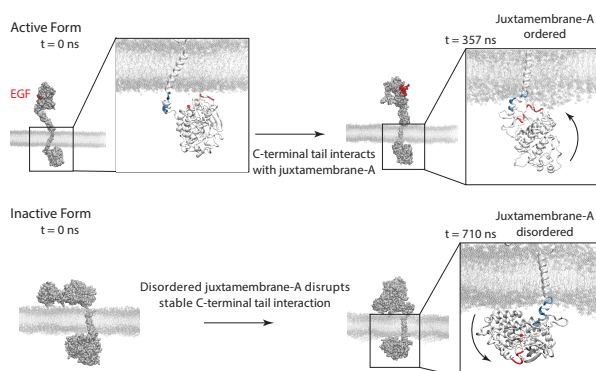 Active Form
t = 0 ns
EGF
C-terminal tail interacts
with juxtamembrane-A
Juxtamembrane-A
ordered
t = 357 ns
Inactive Form
t = 0 ns
Disordered juxtamembrane-A disrupts
stable C-terminal tail interaction
Juxtamembrane-A
disordered
t = 710 ns